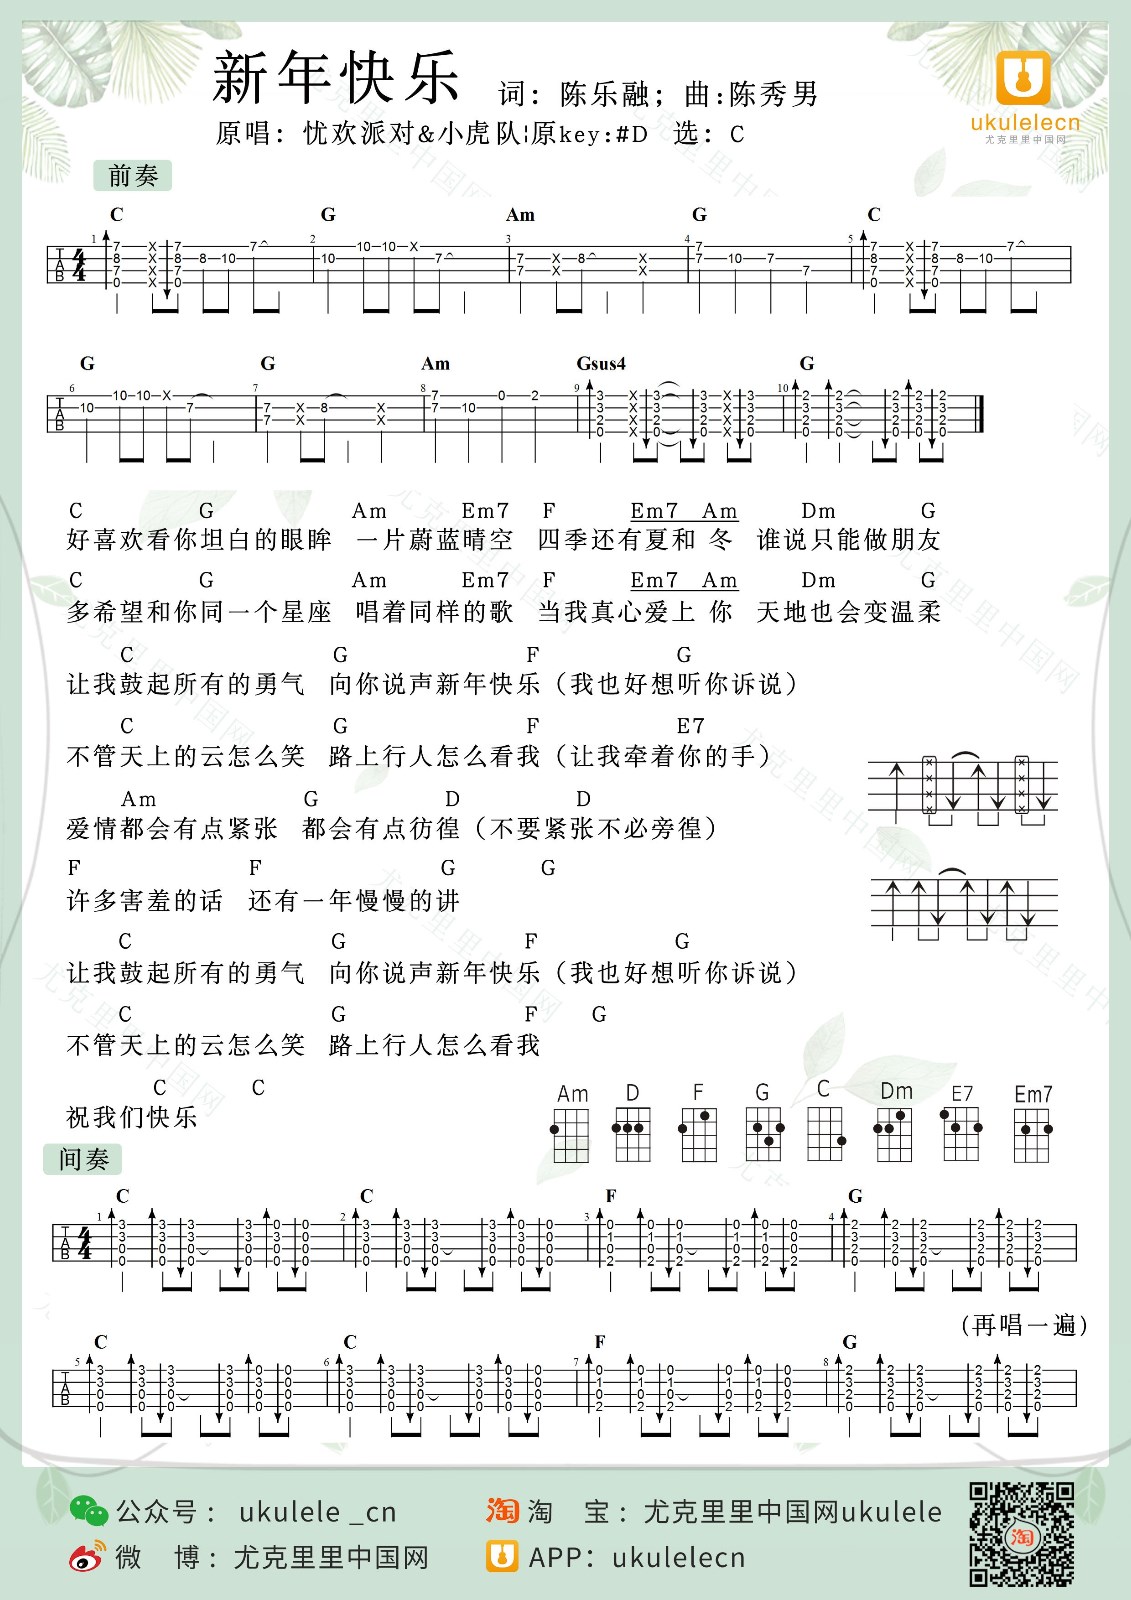 新年快乐
词：陈乐融；曲:陈秀男
原唱：忧欢派对&小虎队¦原key:#D 选：C
ukulelecn
尤克里里中国网
前奏
C G Am G C
G G Am Gsus4 G
C G Am Em7 F Em7 Am Dm G
好喜欢看你坦白的眼眸 一片蔚蓝晴空 四季还有夏和 冬 谁说只能做朋友
C G Am Em7 F Em7 Am Dm G
多希望和你同一个星座 唱着同样的歌 当我真心爱上 你 天地也会变温柔
C G F G
让我鼓起所有的勇气 向你说声新年快乐（我也好想听你诉说）
C G F E7
不管天上的云怎么笑 路上行人怎么看我（让我牵着你的手）
Am G D D
爱情都会有点紧张 都会有点彷徨（不要紧张不必旁徨）
F F G G
许多害羞的话 还有一年慢慢的讲
C G F G
让我鼓起所有的勇气 向你说声新年快乐（我也好想听你诉说）
C G F G
不管天上的云怎么笑 路上行人怎么看我
C C
祝我们快乐
Am D F G C Dm E7 Em7
间奏
C C F G
(再唱一遍)
C C F G
公众号： ukulele _cn
淘 宝：尤克里里中国网ukulele
微 博：尤克里里中国网
APP：ukulelecn